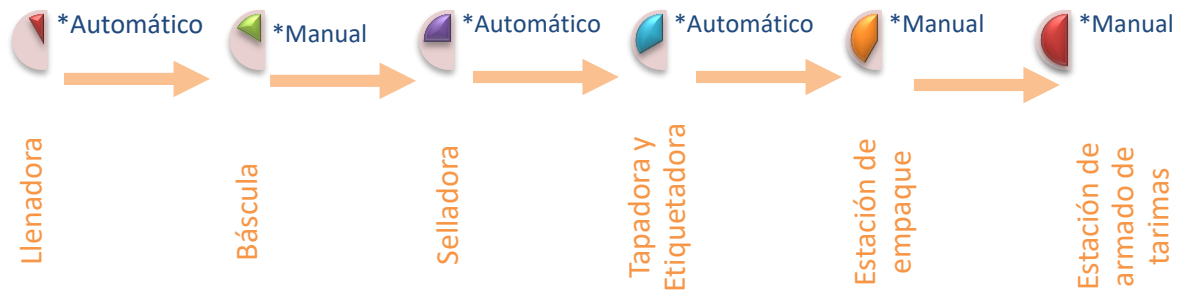 *Automático
*Manual
*Automático
*Automático
*Manual
*Manual
Llenadora
Báscula
Selladora
Tapadora y
Etiquetadora
Estación de
empaque
Estación de
armado de
tarimas